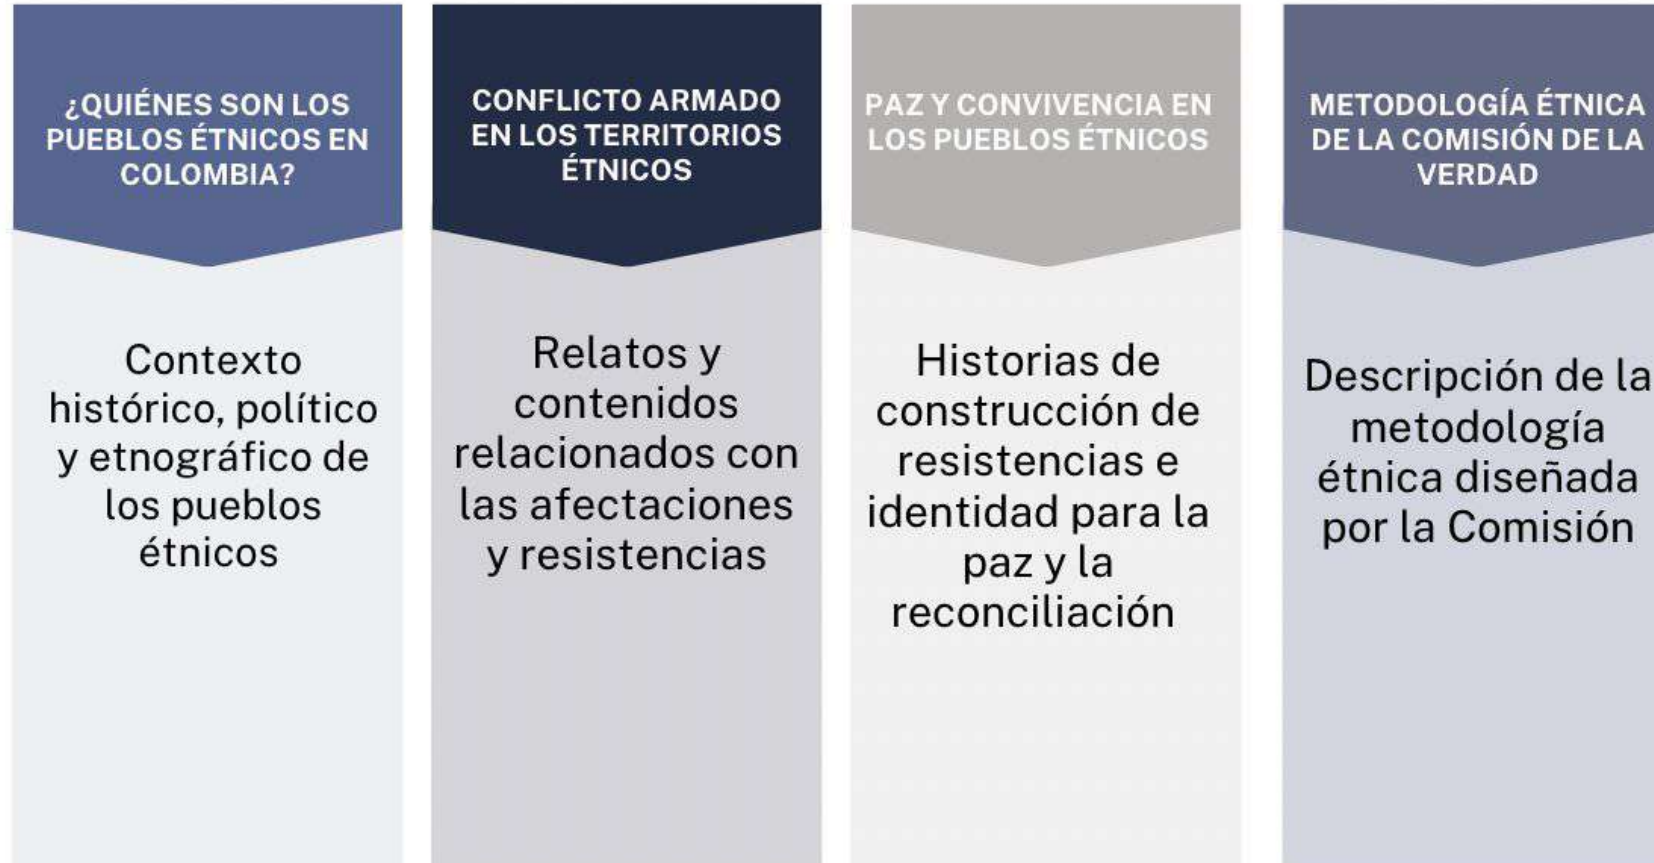 ¿QUIÉNES SON LOS
PUEBLOS ÉTNICOS EN
COLOMBIA?
Contexto
histórico, político
y etnográfico de
los pueblos
étnicos
CONFLICTO ARMADO
EN LOS TERRITORIOS
ÉTNICOS
Relatos y
contenidos
relacionados con
las afectaciones
y resistencias
PAZ Y CONVIVENCIA EN
LOS PUEBLOS ÉTNICOS
Historias de
construcción de
resistencias e
identidad para la
paz y la
reconciliación
METODOLOGÍA ÉTNICA
DE LA COMISIÓN DE LA
VERDAD
Descripción de la
metodología
étnica diseñada
por la Comisión